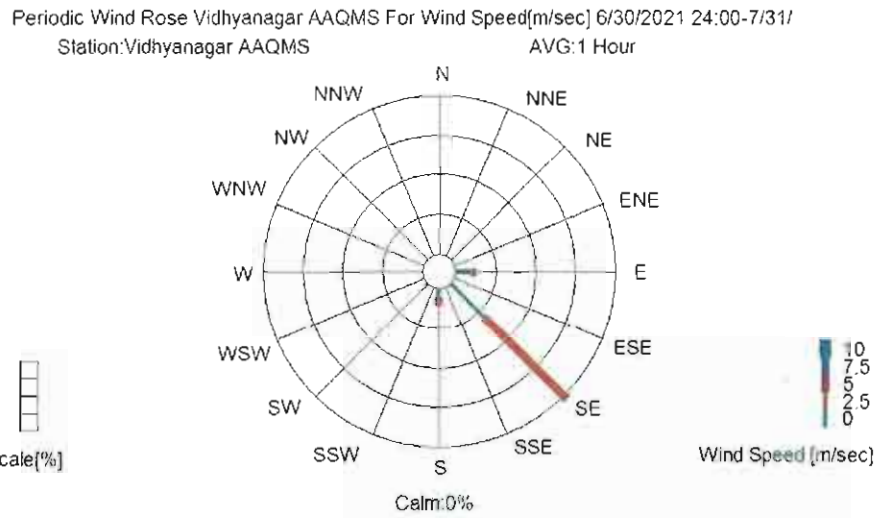 Periodic Wind Rose Vidhyanagar AAQMS For Wind Speed[m/sec] 6/30/2021 24:00-7/31/
Station:Vidhyanagar AAQMS AVG:1 Hour
N
NNW NNE
NW NE
WNW ENE
W E
WSW ESE
SW SE
SSW SSE
S
10
7.5
5
2.5
0
cale[%]
Wind Speed [m/sec]
Calm:0%